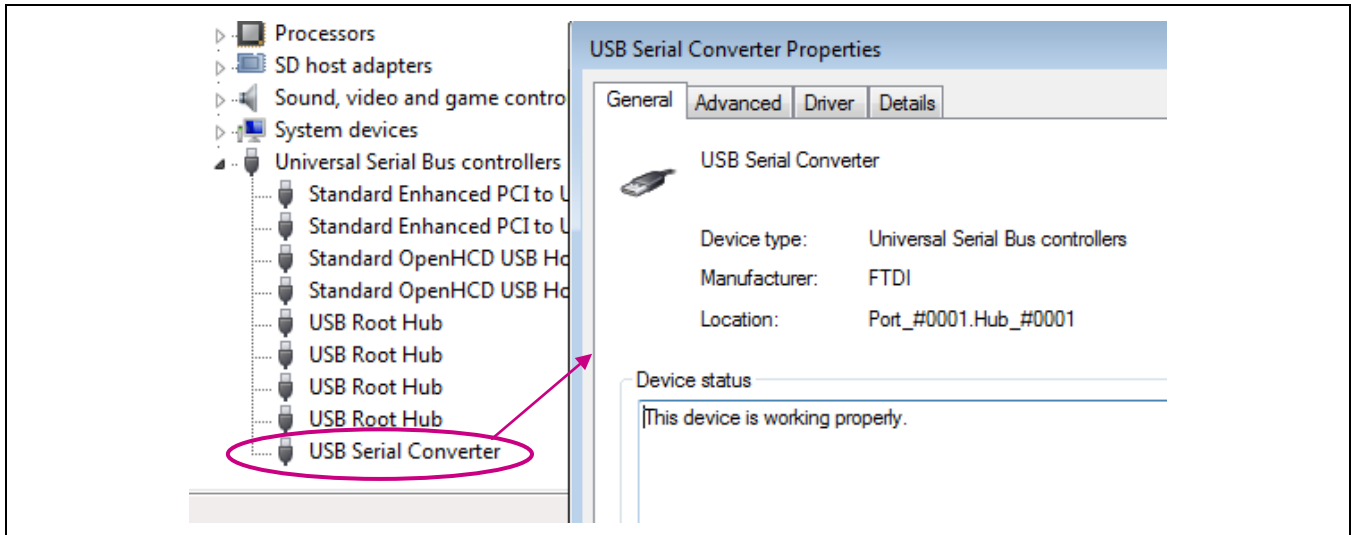 Processors
SD host adapters
Sound, video and game contro
System devices
Universal Serial Bus controllers
Standard Enhanced PCI to U
Standard Enhanced PCI to U
Standard OpenHCD USB Ho
Standard OpenHCD USB Ho
USB Root Hub
USB Root Hub
USB Root Hub
USB Root Hub
USB Serial Converter
USB Serial Converter Properties
General Advanced Driver Details
USB Serial Converter
Device type: Universal Serial Bus controllers
Manufacturer: FTDI
Location: Port_#0001.Hub_#0001
Device status
This device is working properly.